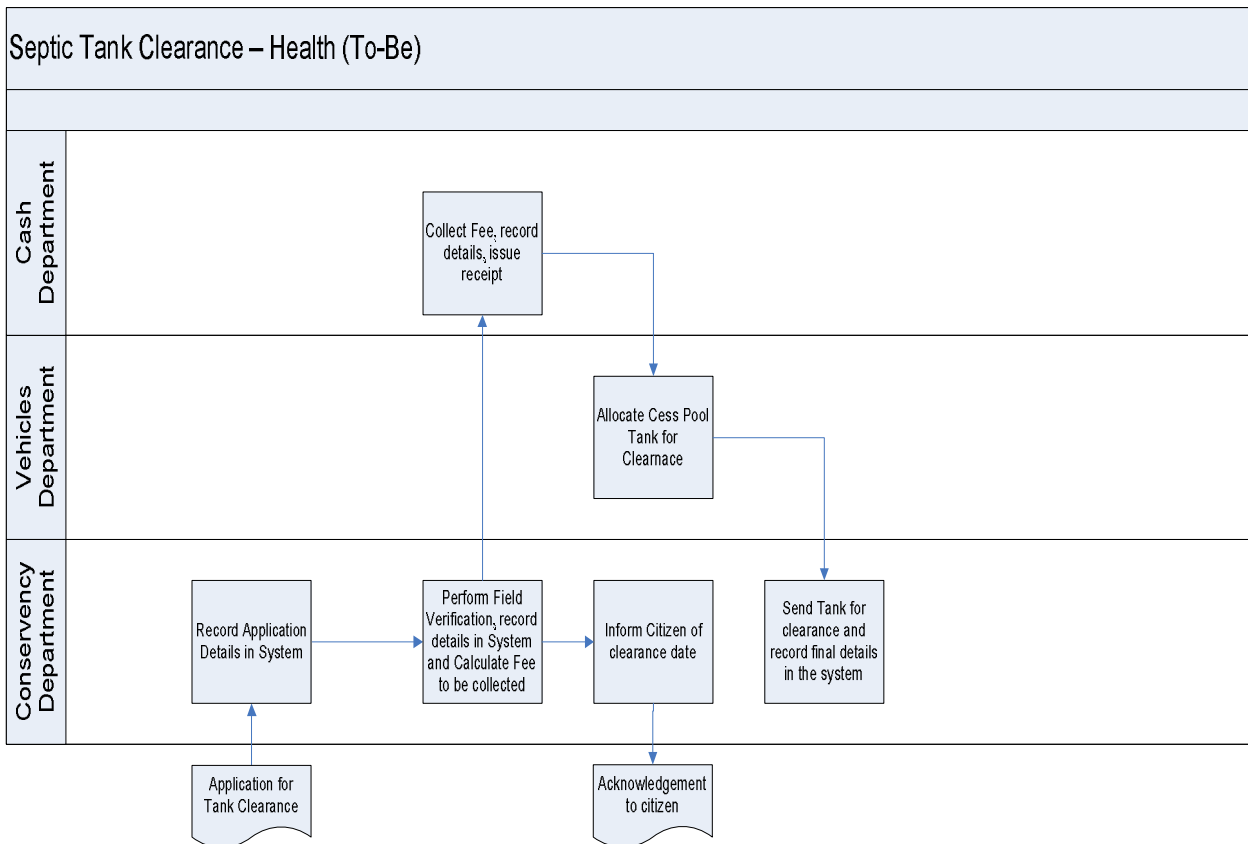 Septic Tank Clearance – Health (To-Be)
Cash
Department
Collect Fee, record
details, issue
receipt
Vehicles
Department
Allocate Cess Pool
Tank for
Clearnace
Conservency
Department
Record Application
Details in System
Perform Field
Verification, record
details in System
and Calculate Fee
to be collected
Inform Citizen of
clearance date
Send Tank for
clearance and
record final details
in the system
Application for
Tank Clearance
Acknowledgement
to citizen